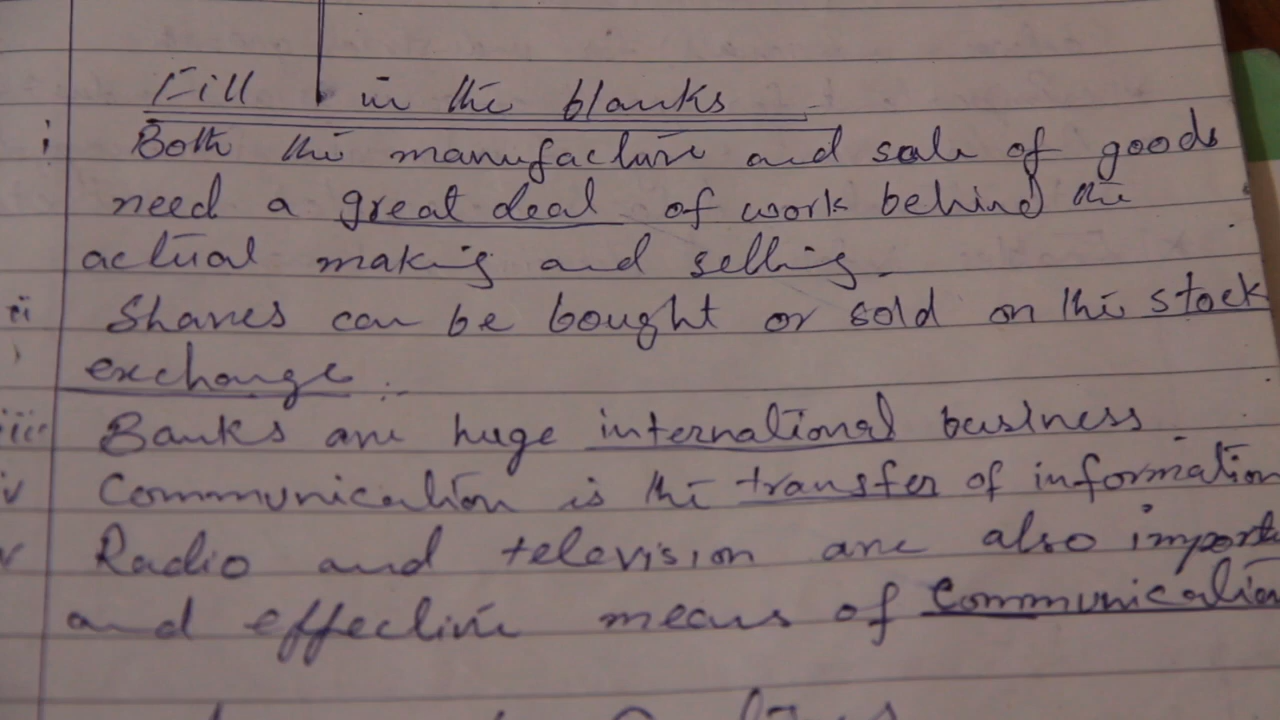 Fill in the blanks
i Both the manufacture and sale of goods
need a great deal of work behind the
actual making and selling.
ii Shares can be bought or sold on the stock
exchange.
iii Banks are huge international business
iv Communication is the transfer of information
v Radio and television are also import
and effective means of communication